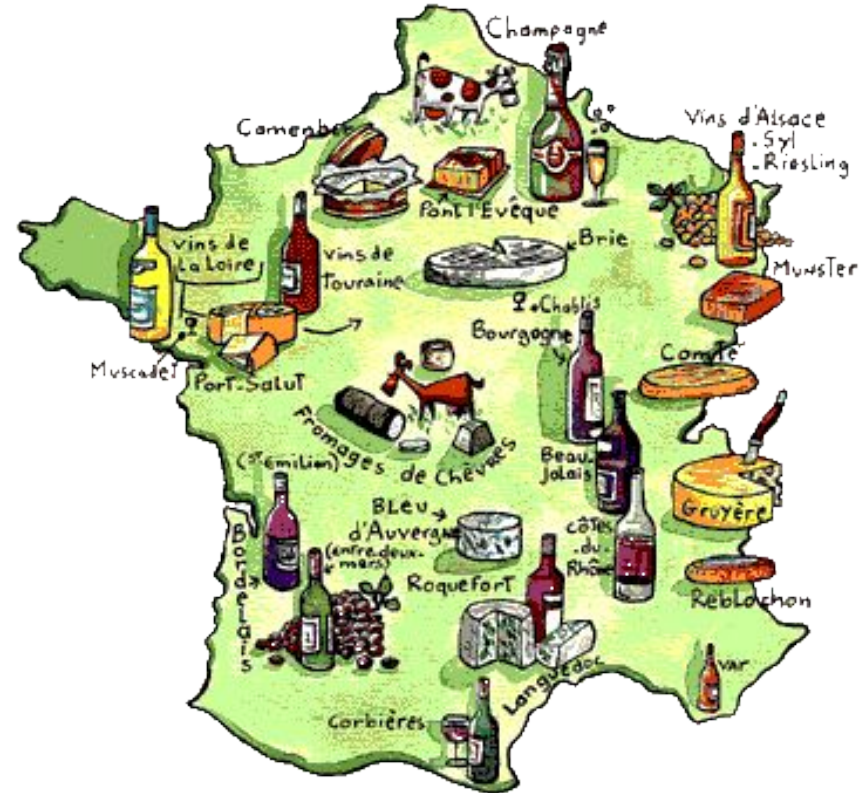 Champagne
Vins d'Alsace
. Syl
. Riesling
Camembert
Pont l'Evêque
Brie
Vins de
La Loire
Vins de
Touraine
Munster
Chablis
Bourgogne
Comté
Muscadet
Port-Salut
Fromages de Chèvres
(St émilion)
Beau-
jolais
Gruyère
BLeu
d'Auvergne
(entre-deux-
mers)
Côtes
-du-
Rhône
Bordelais
Roquefort
RebLochon
Languedoc
Var
Corbières